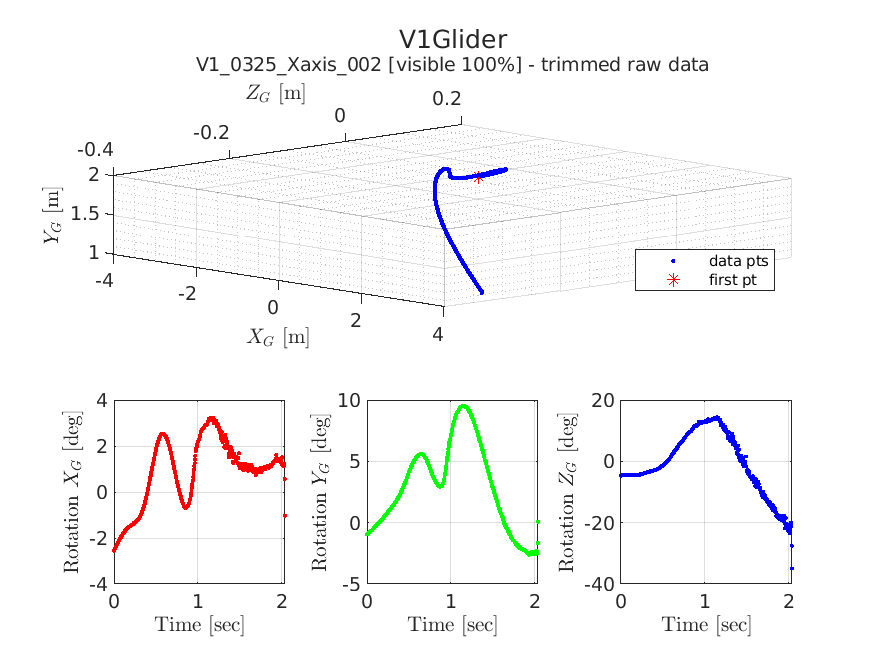 V1Glider
V1_0325_Xaxis_002 [visible 100%] - trimmed raw data
Z_G [m]
0.2
0
-0.2
-0.4
2
1.5
1
Y_G [m]
-4
-2
0
2
4
X_G [m]
data pts
first pt
4
2
0
-2
-4
Rotation X_G [deg]
0 1 2
Time [sec]
10
5
0
-5
Rotation Y_G [deg]
0 1 2
Time [sec]
20
0
-20
-40
Rotation Z_G [deg]
0 1 2
Time [sec]